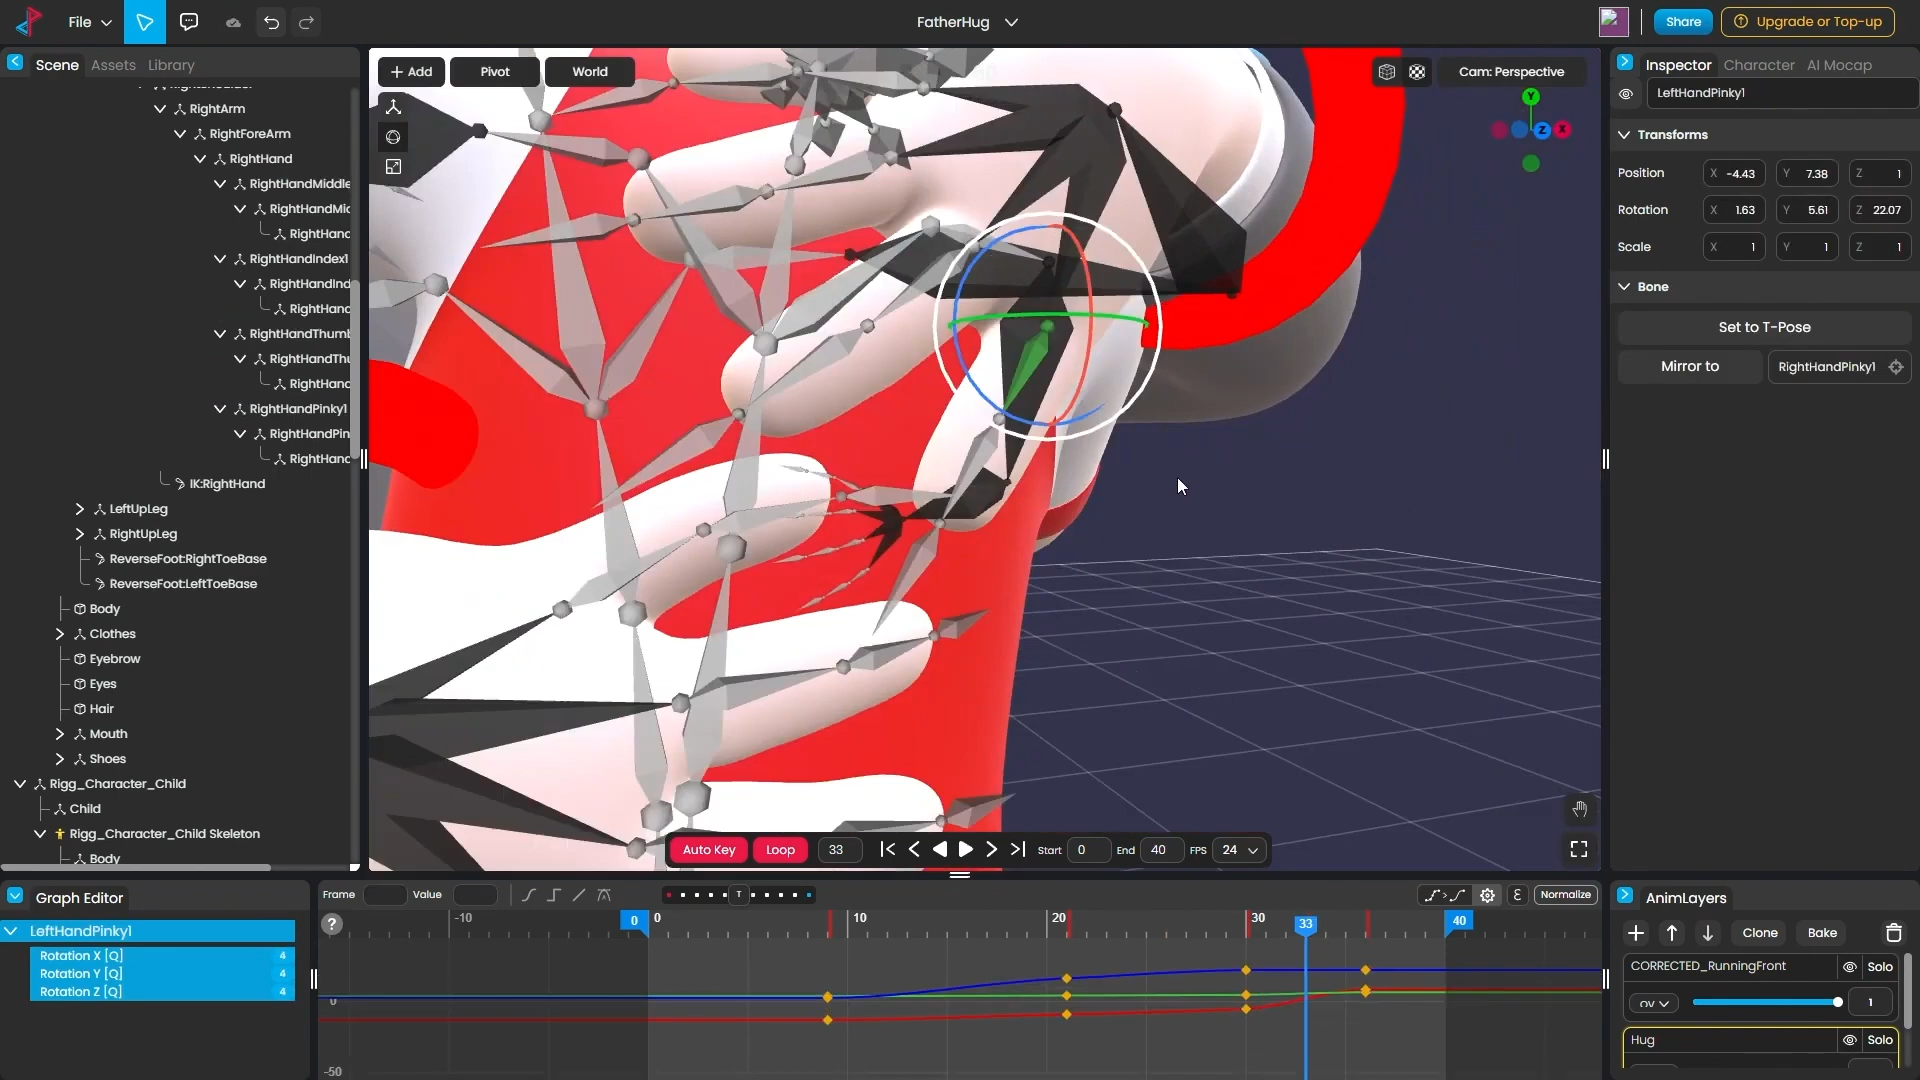 File
FatherHug
Share
Upgrade or Top-up
Scene
Assets
Library
RightArm
RightForeArm
RightHand
RightHandMiddle
RightHandMic
RightHanc
RightHandIndex1
RightHandInd
RightHanc
RightHandThumb
RightHandThu
RightHanc
RightHandPinky1
RightHandPin
RightHanc
IK:RightHand
LeftUpLeg
RightUpLeg
ReverseFoot:RightToeBase
ReverseFoot:LeftToeBase
Body
Clothes
Eyebrow
Eyes
Hair
Mouth
Shoes
Rigg_Character_Child
Child
Rigg_Character_Child Skeleton
Body
+ Add
Pivot
World
Cam: Perspective
Y
Z
X
Auto Key
Loop
33
Start
0
End
40
FPS
24
Inspector
Character
AI Mocap
LeftHandPinky1
Transforms
Position
X -4.43
Y 7.38
Z 1
Rotation
X 1.63
Y 5.61
Z 22.07
Scale
X 1
Y 1
Z 1
Bone
Set to T-Pose
Mirror to
RightHandPinky1
Graph Editor
LeftHandPinky1
Rotation X [Q] 4
Rotation Y [Q] 4
Rotation Z [Q] 4
Frame
Value
T
ε
Normalize
?
-10
0
0
10
20
30
33
40
0
-50
AnimLayers
Clone
Bake
CORRECTED_RunningFront
Solo
ov
1
Hug
Solo